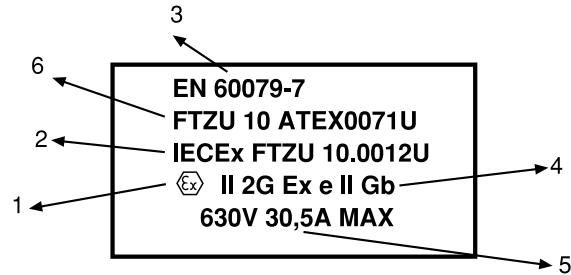 3
EN 60079-7
6
FTZU 10 ATEX0071U
2
IECEx FTZU 10.0012U
1
Ex II 2G Ex e II Gb
4
630V 30,5A MAX
5